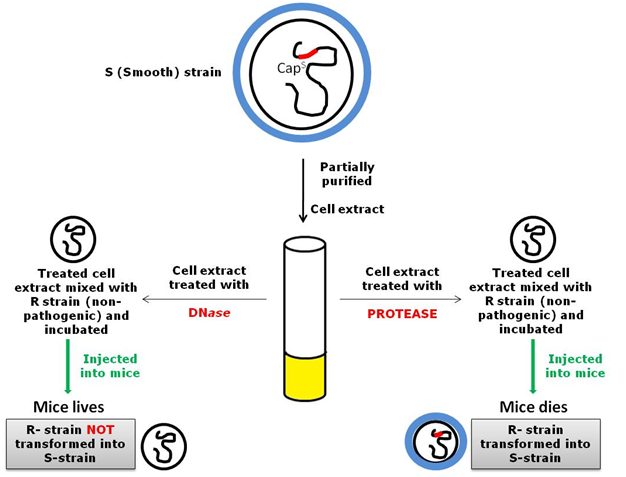 S (Smooth) strain
CapS
Partially
purified
Cell extract
Treated cell
extract mixed with
R strain (non-
pathogenic) and
incubated
Cell extract
treated with
DNase
Cell extract
treated with
PROTEASE
Treated cell
extract mixed with
R strain (non-
pathogenic) and
incubated
Injected
into mice
Injected
into mice
Mice lives
R- strain NOT
transformed into
S-strain
Mice dies
R- strain
transformed into
S-strain